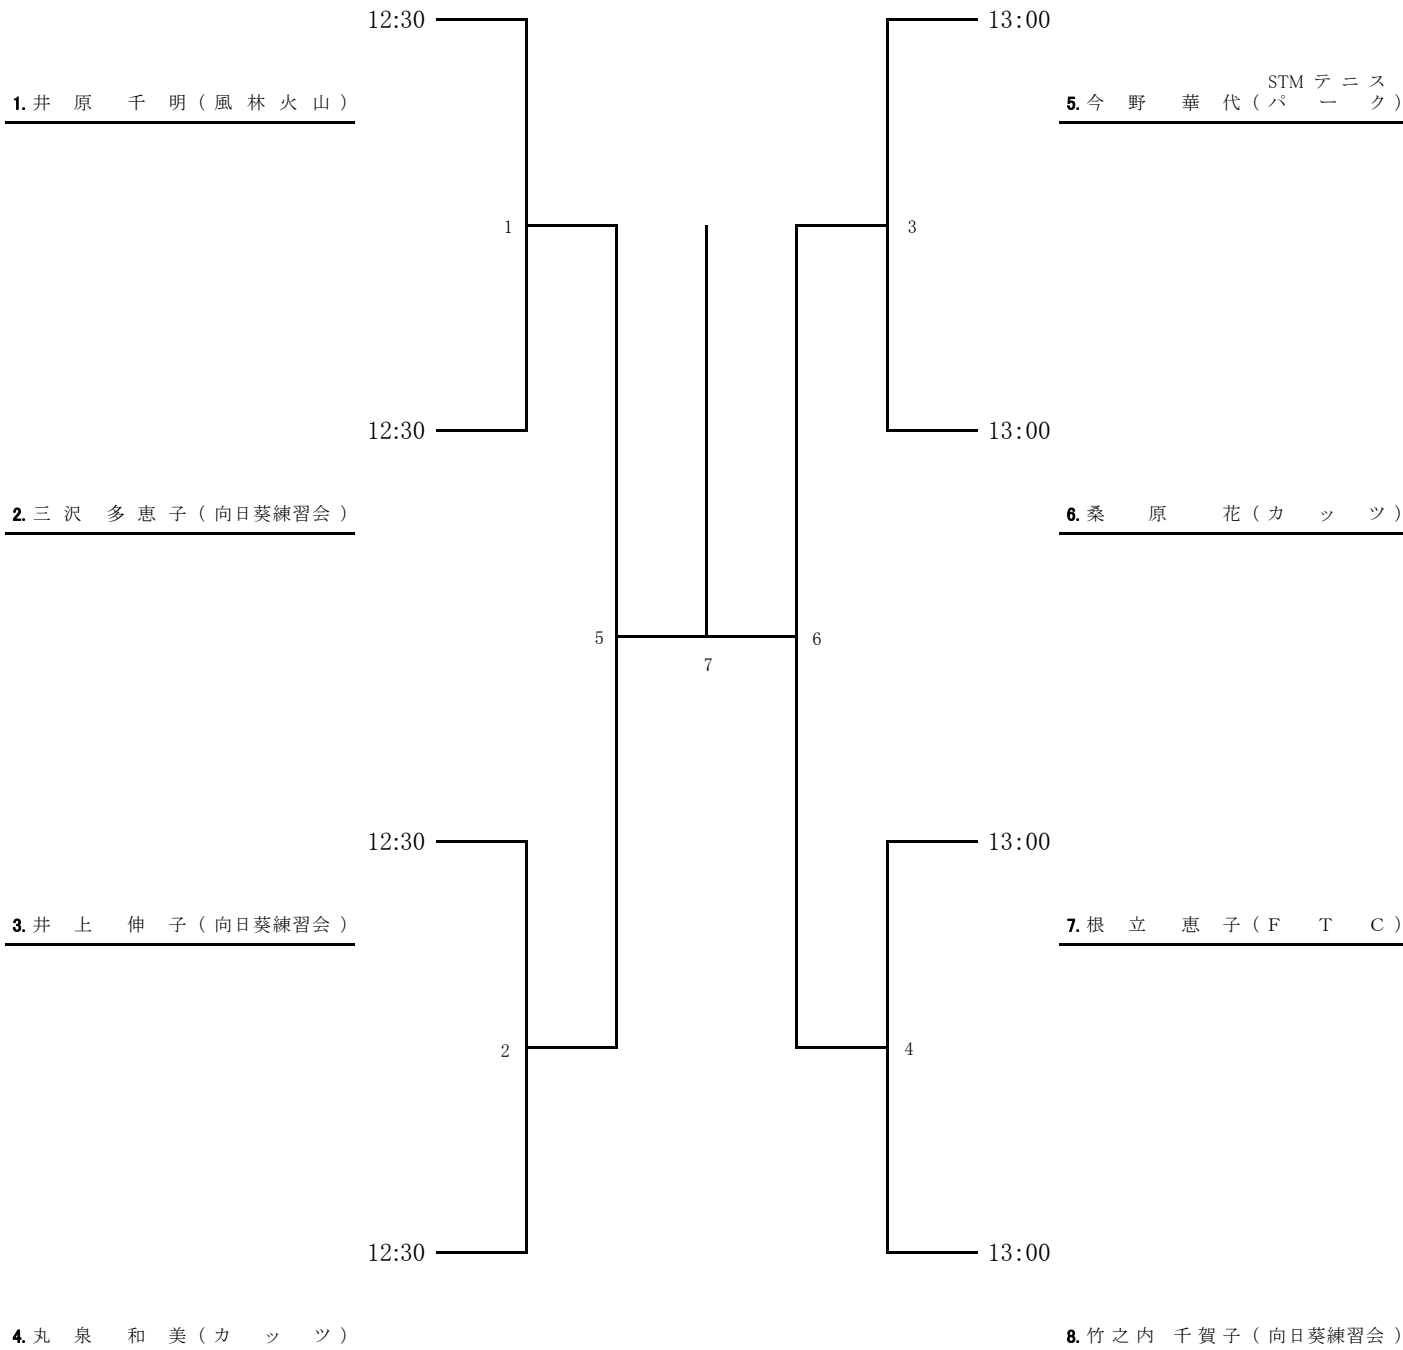 12:30
13:00
1. 井原 千明 (風林火山)
5. 今野 華代 (STMテニスパーク)
1
3
12:30
13:00
2. 三沢 多恵子 (向日葵練習会)
6. 桑原 花 (カッツ)
5
6
7
12:30
13:00
3. 井上 伸子 (向日葵練習会)
7. 根立 恵子 (FTC)
2
4
12:30
13:00
4. 丸泉 和美 (カッツ)
8. 竹之内 千賀子 (向日葵練習会)